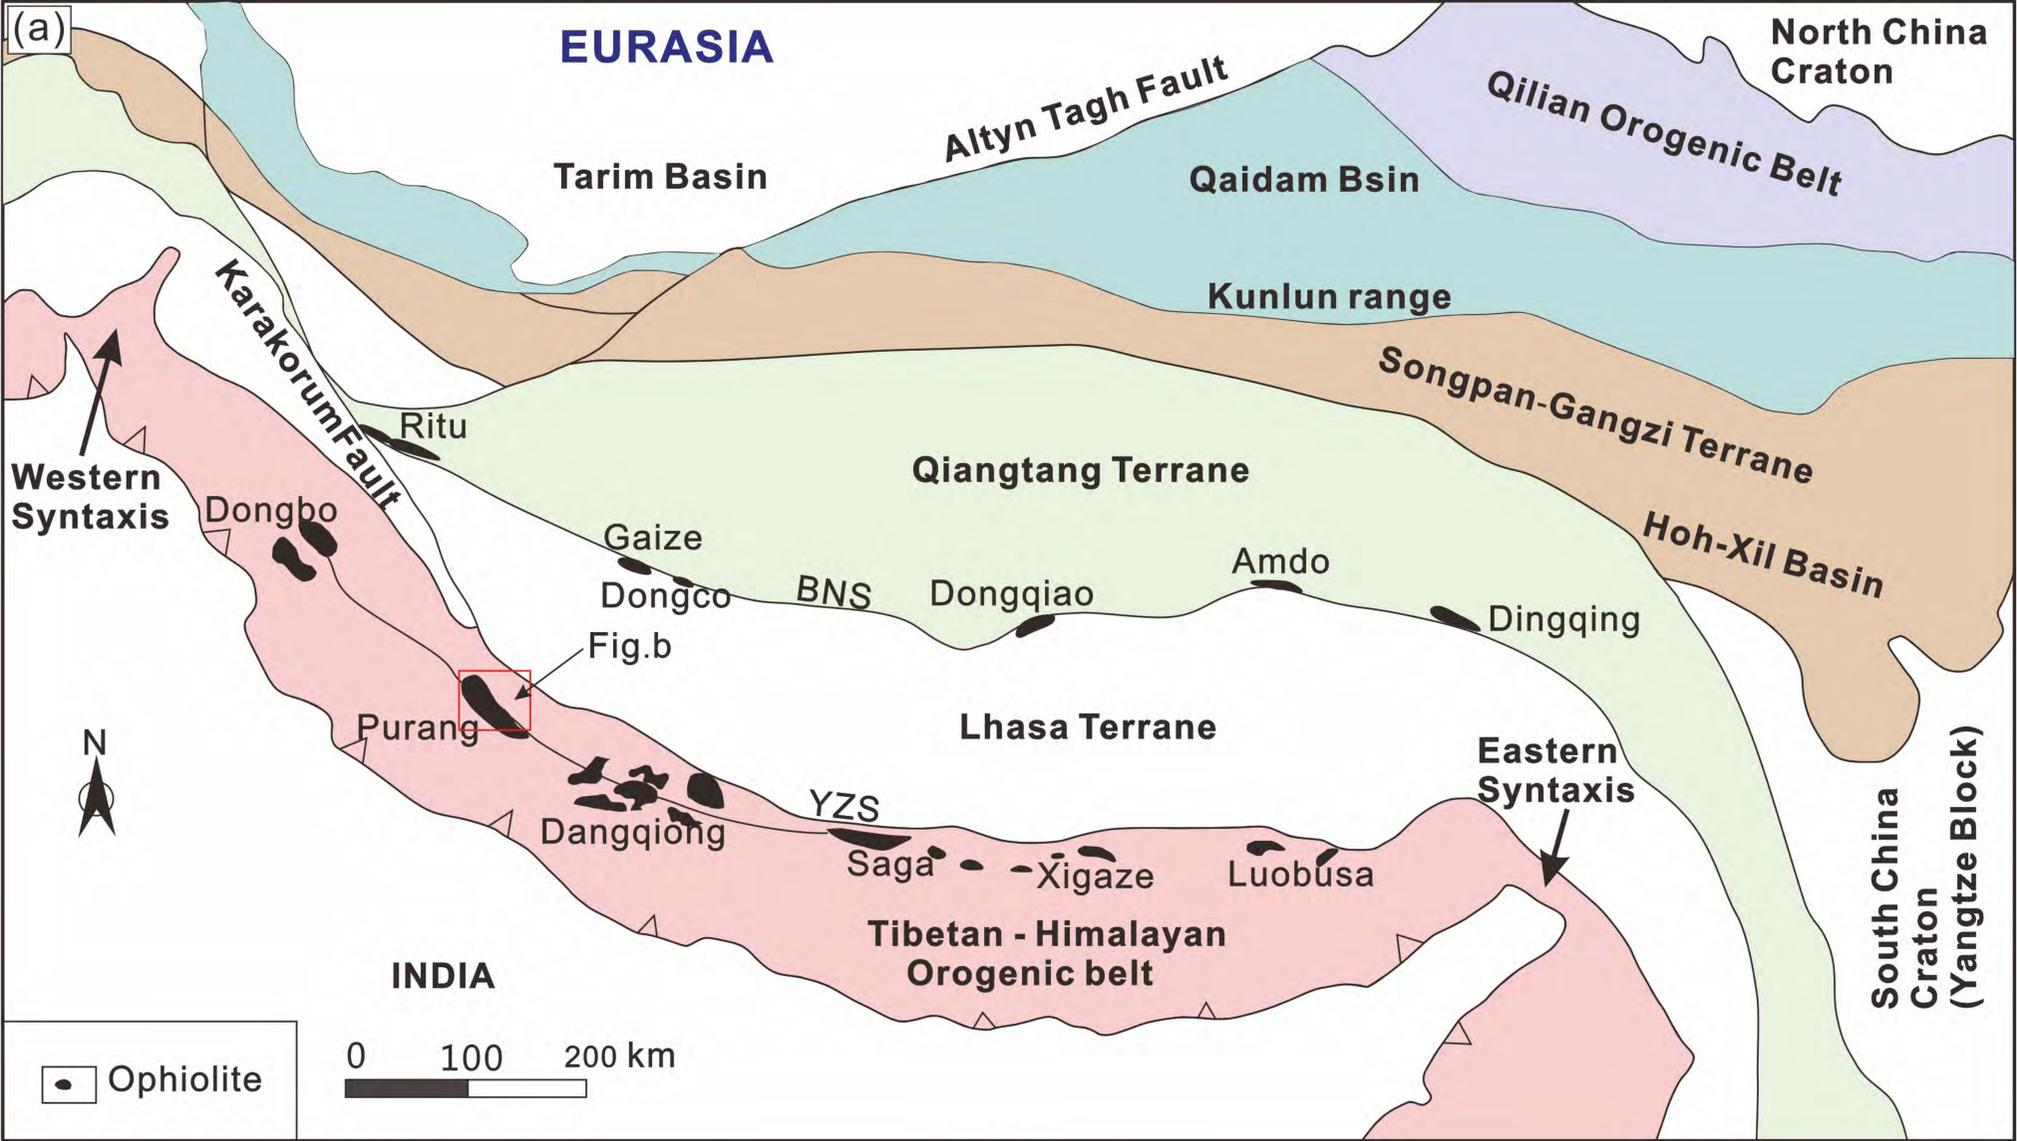 (a)
EURASIA
North China
Craton
Altyn Tagh Fault
Qilian Orogenic Belt
Tarim Basin
Qaidam Bsin
Kunlun range
KarakorumFault
Songpan-Gangzi Terrane
Ritu
Western
Syntaxis
Qiangtang Terrane
Dongbo
Gaize
Hoh-Xil Basin
Amdo
Dongco
BNS
Dongqiao
Dingqing
Fig.b
Purang
Lhasa Terrane
N
Eastern
Syntaxis
YZS
Dangqiong
Saga
Xigaze
Luobusa
South China
Craton
(Yangtze Block)
Tibetan - Himalayan
Orogenic belt
INDIA
0 100 200 km
Ophiolite